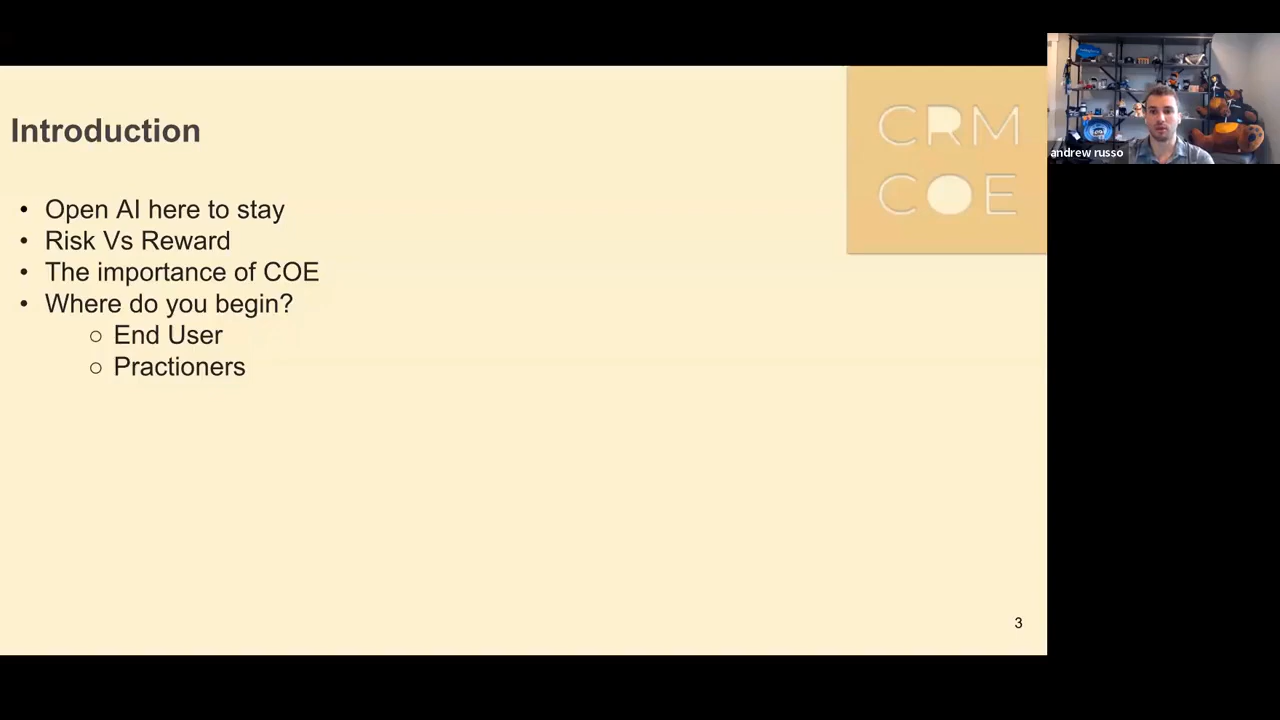 Introduction
• Open AI here to stay
• Risk Vs Reward
• The importance of COE
• Where do you begin?
○ End User
○ Practioners
CRM
COE
3
andrew russo